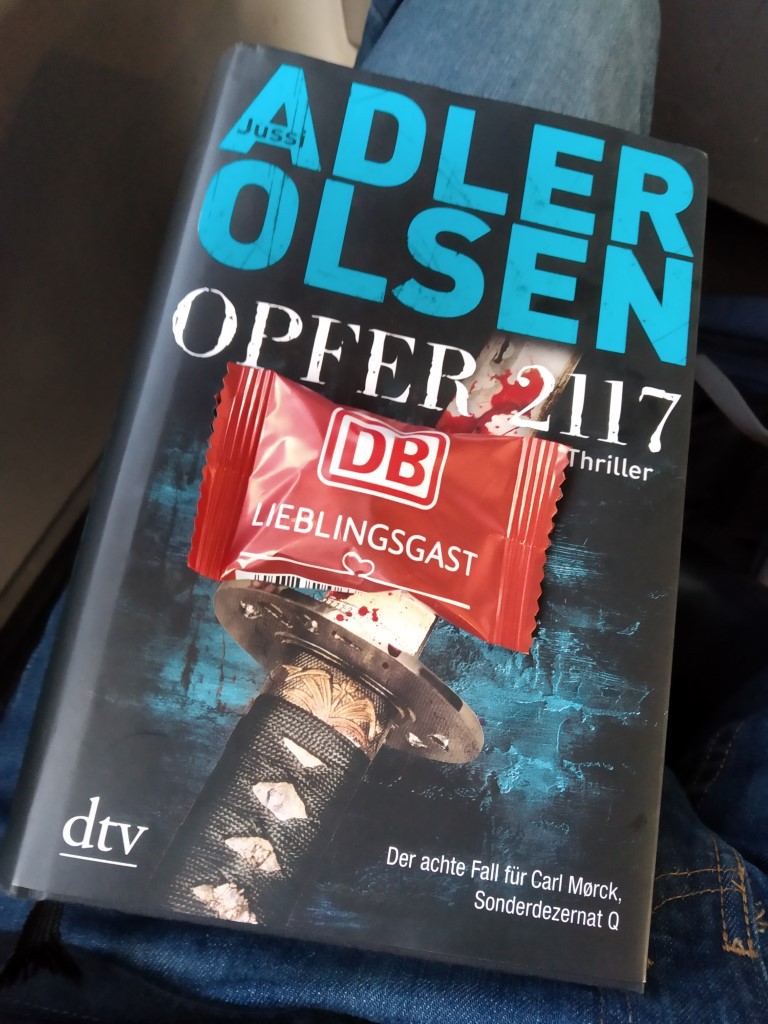 Jussi
ADLER
OLSEN
OPFER 2117
Thriller
DB
LIEBLINGSGAST
dtv
Der achte Fall für Carl Mørck,
Sonderdezernat Q